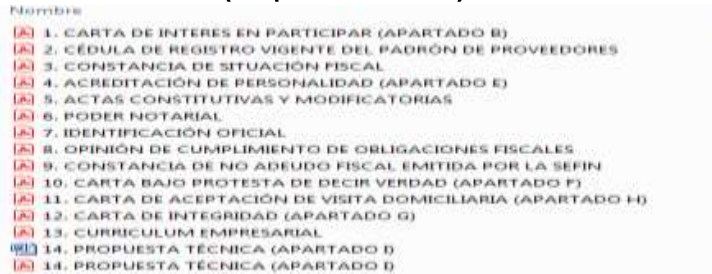 Nombre
1. CARTA DE INTERES EN PARTICIPAR (APARTADO B)
2. CÉDULA DE REGISTRO VIGENTE DEL PADRÓN DE PROVEEDORES
3. CONSTANCIA DE SITUACIÓN FISCAL
4. ACREDITACIÓN DE PERSONALIDAD (APARTADO E)
5. ACTAS CONSTITUTIVAS Y MODIFICATORIAS
6. PODER NOTARIAL
7. IDENTIFICACIÓN OFICIAL
8. OPINIÓN DE CUMPLIMIENTO DE OBLIGACIONES FISCALES
9. CONSTANCIA DE NO ADEUDO FISCAL EMITIDA POR LA SEFIN
10. CARTA BAJO PROTESTA DE DECIR VERDAD (APARTADO F)
11. CARTA DE ACEPTACIÓN DE VISITA DOMICILIARIA (APARTADO H)
12. CARTA DE INTEGRIDAD (APARTADO G)
13. CURRICULUM EMPRESARIAL
14. PROPUESTA TÉCNICA (APARTADO I)
14. PROPUESTA TÉCNICA (APARTADO I)